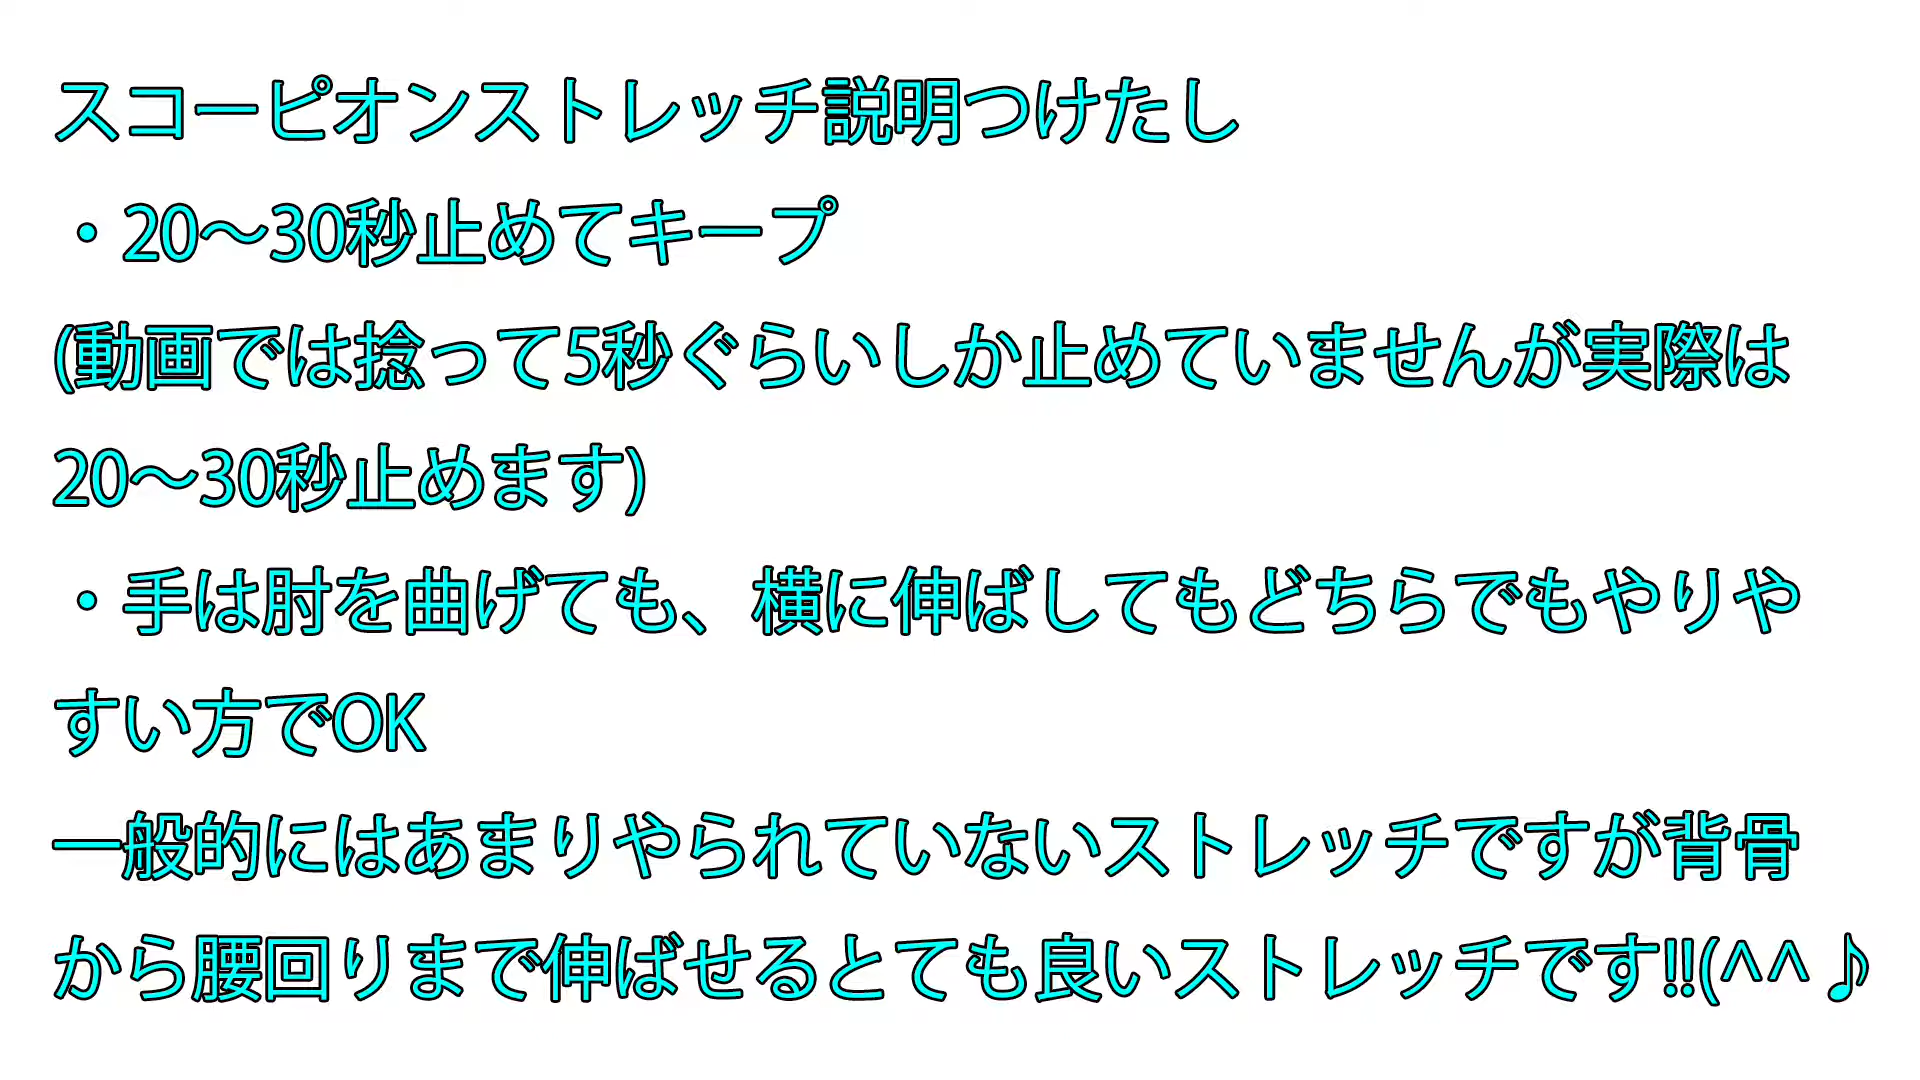 スコーピオンストレッチ説明つけたし
・20～30秒止めてキープ
(動画では捻って5秒ぐらいしか止めていませんが実際は
20～30秒止めます)
・手は肘を曲げても、横に伸ばしてもどちらでもやりや
すい方でOK
一般的にはあまりやられていないストレッチですが背骨
から腰回りまで伸ばせるとても良いストレッチです!!(^^♪